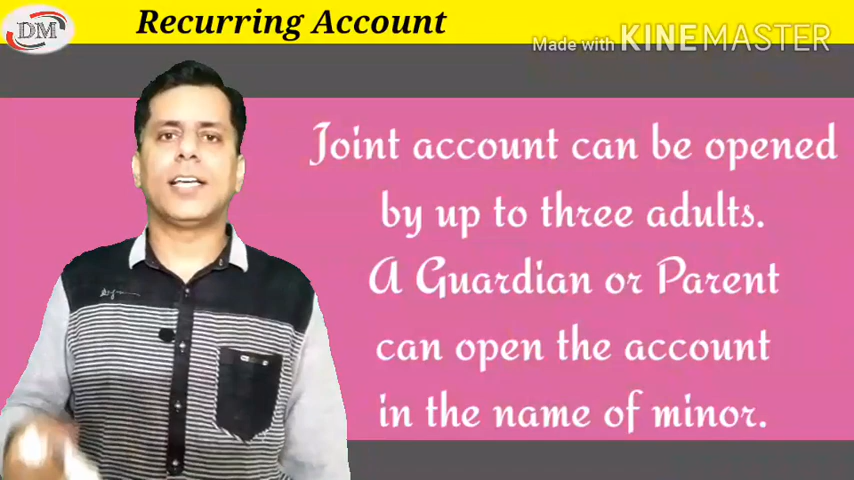 DM
Recurring Account
Made with KINEMASTER
Joint account can be opened
by up to three adults.
A Guardian or Parent
can open the account
in the name of minor.